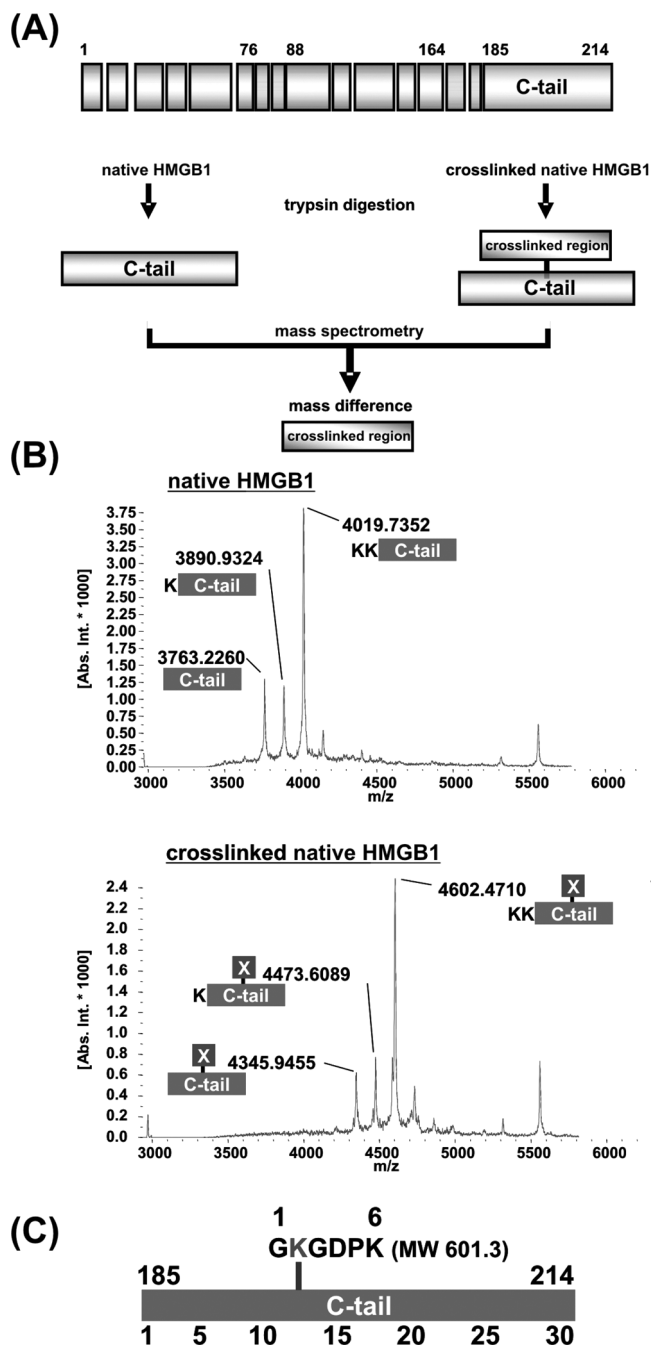 (A)
1 76 88 164 185 214
C-tail
native HMGB1
crosslinked native HMGB1
trypsin digestion
crosslinked region
C-tail
C-tail
mass spectrometry
mass difference
crosslinked region
(B)
native HMGB1
[Abs. Int. * 1000]
3.75
3.50
3.25
3.00
2.75
2.50
2.25
2.00
1.75
1.50
1.25
1.00
0.75
0.50
0.25
0.00
4019.7352
KK C-tail
3890.9324
K C-tail
3763.2260
C-tail
3000 3500 4000 4500 5000 5500 6000
m/z
crosslinked native HMGB1
[Abs. Int. * 1000]
2.4
2.2
2.0
1.8
1.6
1.4
1.2
1.0
0.8
0.6
0.4
0.2
0.0
X
4602.4710
KK C-tail
X
4473.6089
K C-tail
X
4345.9455
C-tail
3000 3500 4000 4500 5000 5500 6000
m/z
(C)
1 6
GKGDPK (MW 601.3)
185 214
C-tail
1 5 10 15 20 25 30